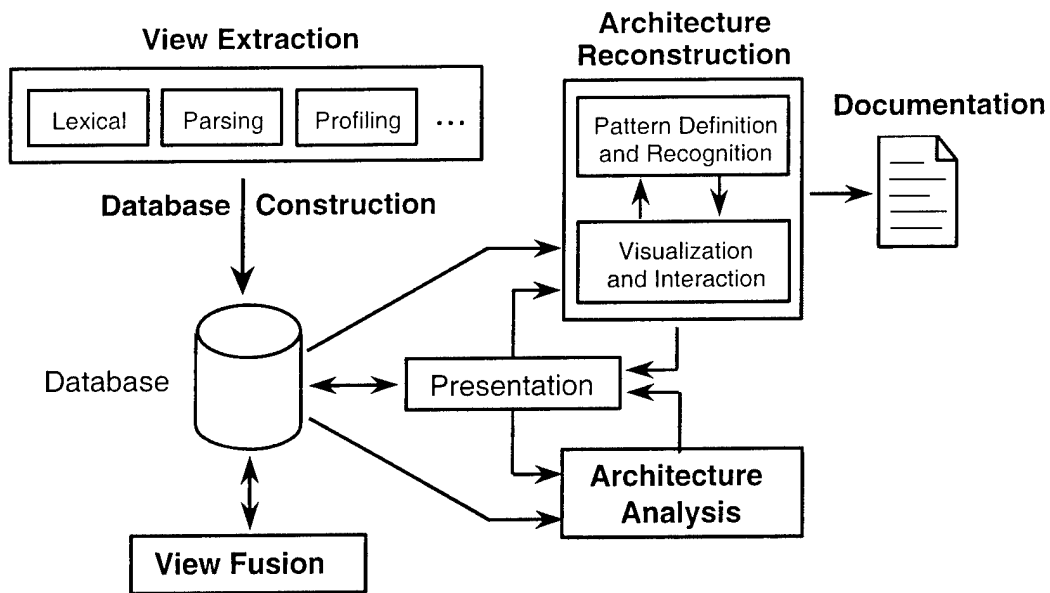 View Extraction
Lexical
Parsing
Profiling
...
Architecture
Reconstruction
Pattern Definition
and Recognition
Visualization
and Interaction
Documentation
Database Construction
Database
Presentation
Architecture
Analysis
View Fusion